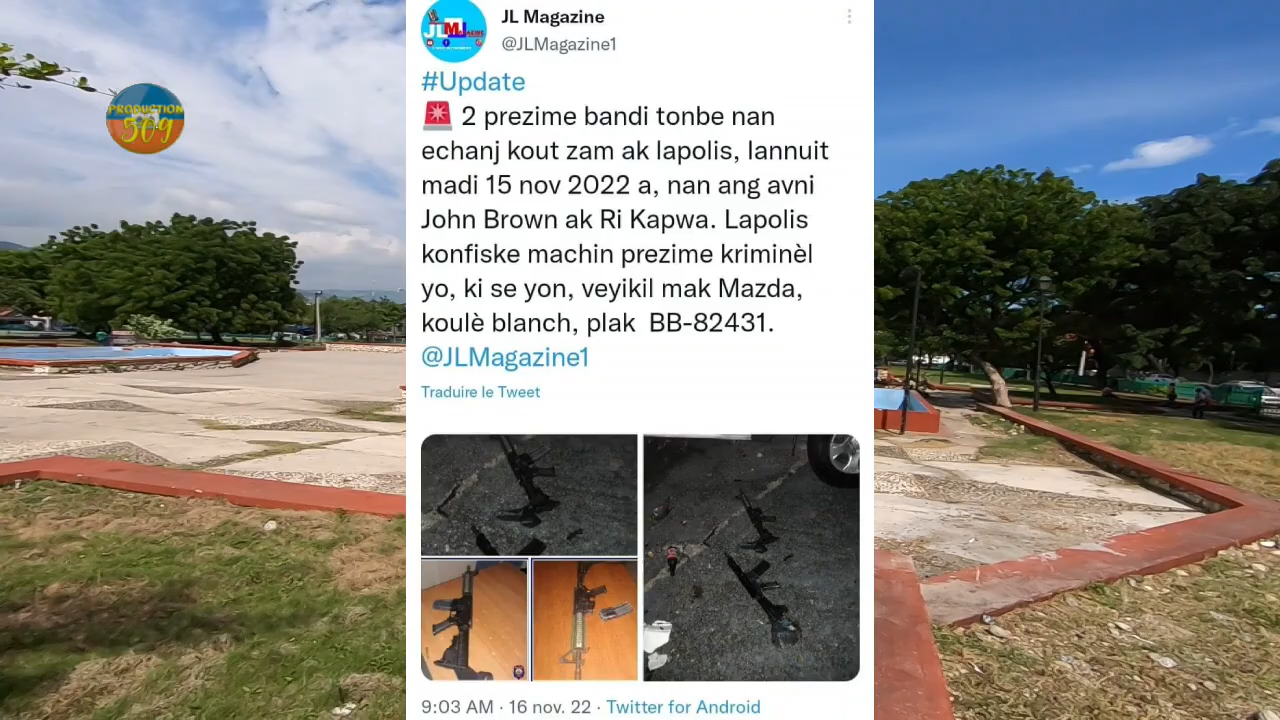 PRODUCTION
509
JL Magazine
@JLMagazine1
#Update
2 prezime bandi tonbe nan
echanj kout zam ak lapolis, lannuit
madi 15 nov 2022 a, nan ang avni
John Brown ak Ri Kapwa. Lapolis
konfiske machin prezime kriminèl
yo, ki se yon, veyikil mak Mazda,
koulè blanch, plak BB-82431.
@JLMagazine1
Traduire le Tweet
9:03 AM · 16 nov. 22 · Twitter for Android